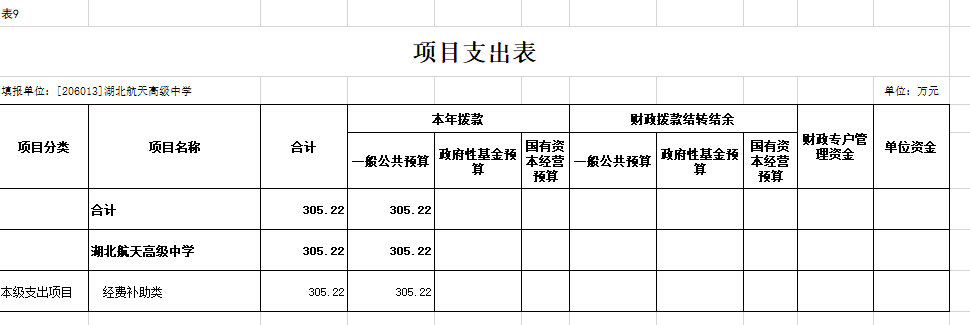 表9
项目支出表
填报单位：[206013]湖北航天高级中学 单位：万元
项目分类 项目名称 合计 本年拨款 财政拨款结转结余 财政专户管理资金 单位资金
一般公共预算 政府性基金预算 国有资本经营预算 一般公共预算 政府性基金预算 国有资本经营预算
合计 305.22 305.22
湖北航天高级中学 305.22 305.22
本级支出项目 经费补助类 305.22 305.22